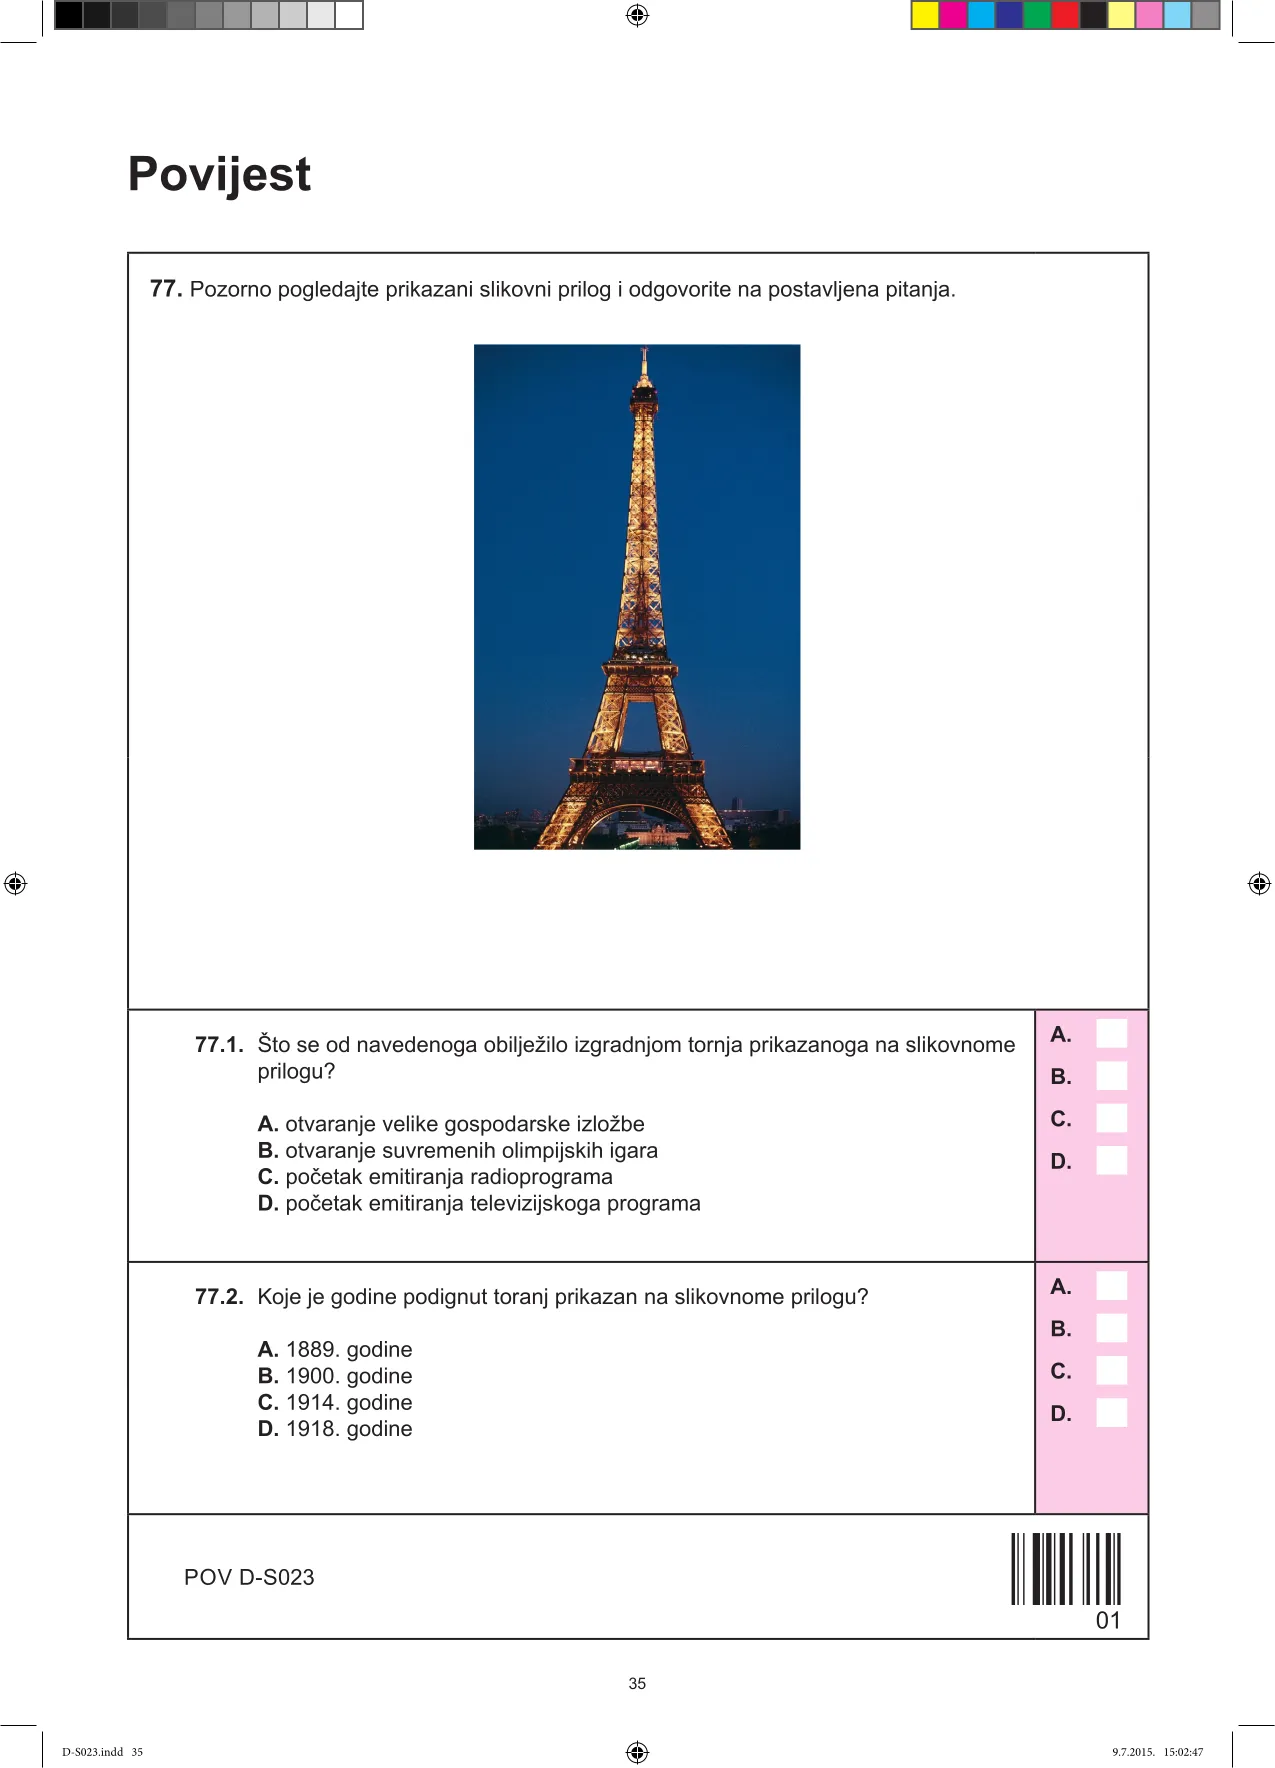 Povijest
77. Pozorno pogledajte prikazani slikovni prilog i odgovorite na postavljena pitanja.
77.1. Što se od navedenoga obilježilo izgradnjom tornja prikazanoga na slikovnome
prilogu?
A. otvaranje velike gospodarske izložbe
B. otvaranje suvremenih olimpijskih igara
C. početak emitiranja radioprograma
D. početak emitiranja televizijskoga programa
A.
B.
C.
D.
77.2. Koje je godine podignut toranj prikazan na slikovnome prilogu?
A. 1889. godine
B. 1900. godine
C. 1914. godine
D. 1918. godine
A.
B.
C.
D.
POV D-S023
01
35
D-S023.indd 35
9.7.2015. 15:02:47